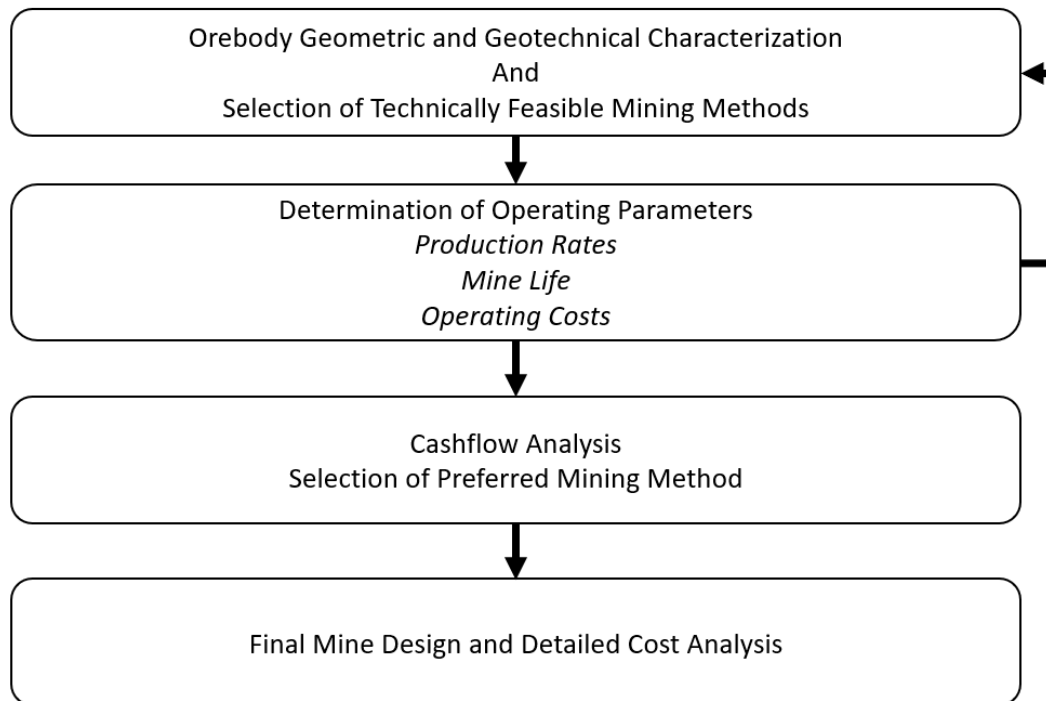 Orebody Geometric and Geotechnical Characterization
And
Selection of Technically Feasible Mining Methods
Determination of Operating Parameters
Production Rates
Mine Life
Operating Costs
Cashflow Analysis
Selection of Preferred Mining Method
Final Mine Design and Detailed Cost Analysis